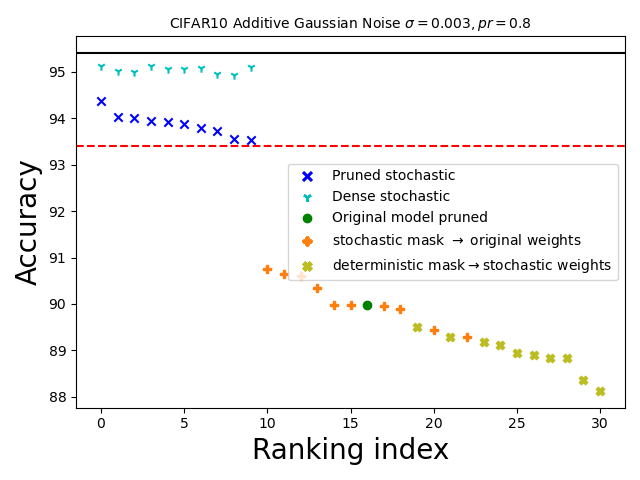 CIFAR10 Additive Gaussian Noise σ = 0.003, pr = 0.8
Accuracy
95
94
93
92
91
90
89
88
Pruned stochastic
Dense stochastic
Original model pruned
stochastic mask → original weights
deterministic mask→stochastic weights
0 5 10 15 20 25 30
Ranking index